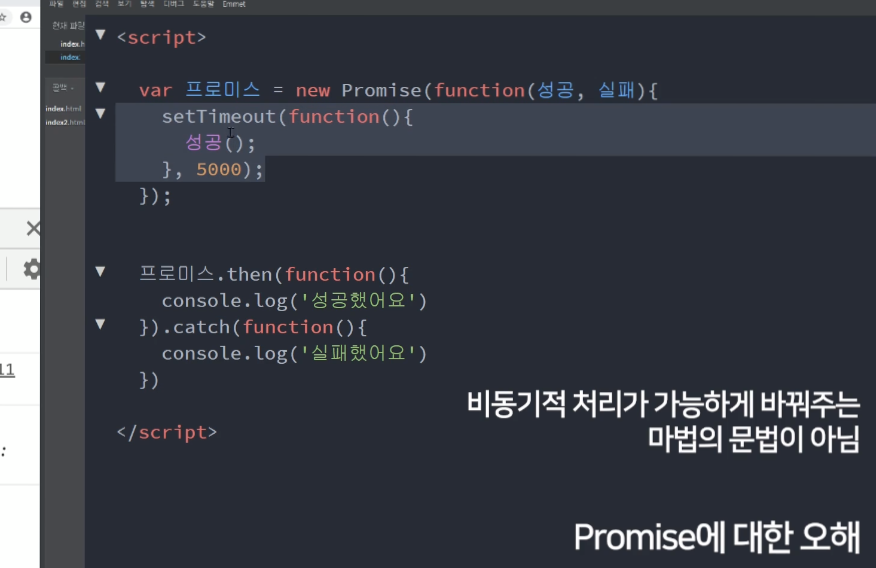 파일 편집 검색 보기 탐색 디버그 도움말 Emmet
현재 파일
index.h
index.
공백
index.html
index2.html
<script>
var 프로미스 = new Promise(function(성공, 실패){
setTimeout(function(){
성공();
}, 5000);
});
프로미스.then(function(){
console.log('성공했어요')
}).catch(function(){
console.log('실패했어요')
})
</script>
11
:
비동기적 처리가 가능하게 바꿔주는
마법의 문법이 아님
Promise에 대한 오해